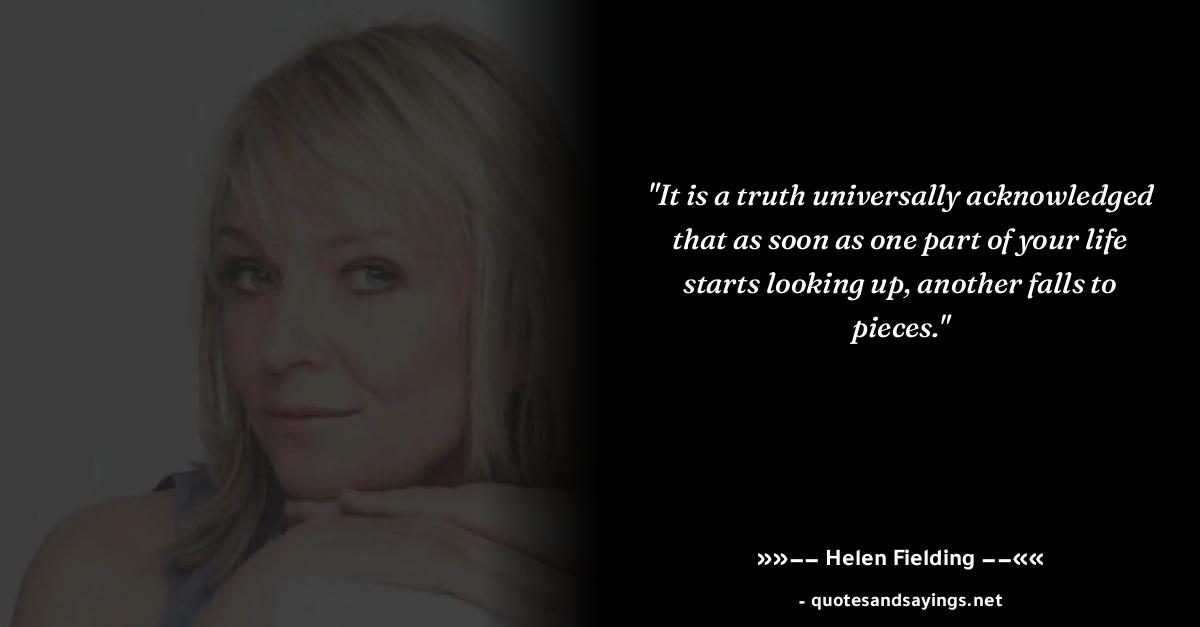 "It is a truth universally acknowledged
that as soon as one part of your life
starts looking up, another falls to
pieces."
»»−− Helen Fielding −−««
- quotesandsayings.net